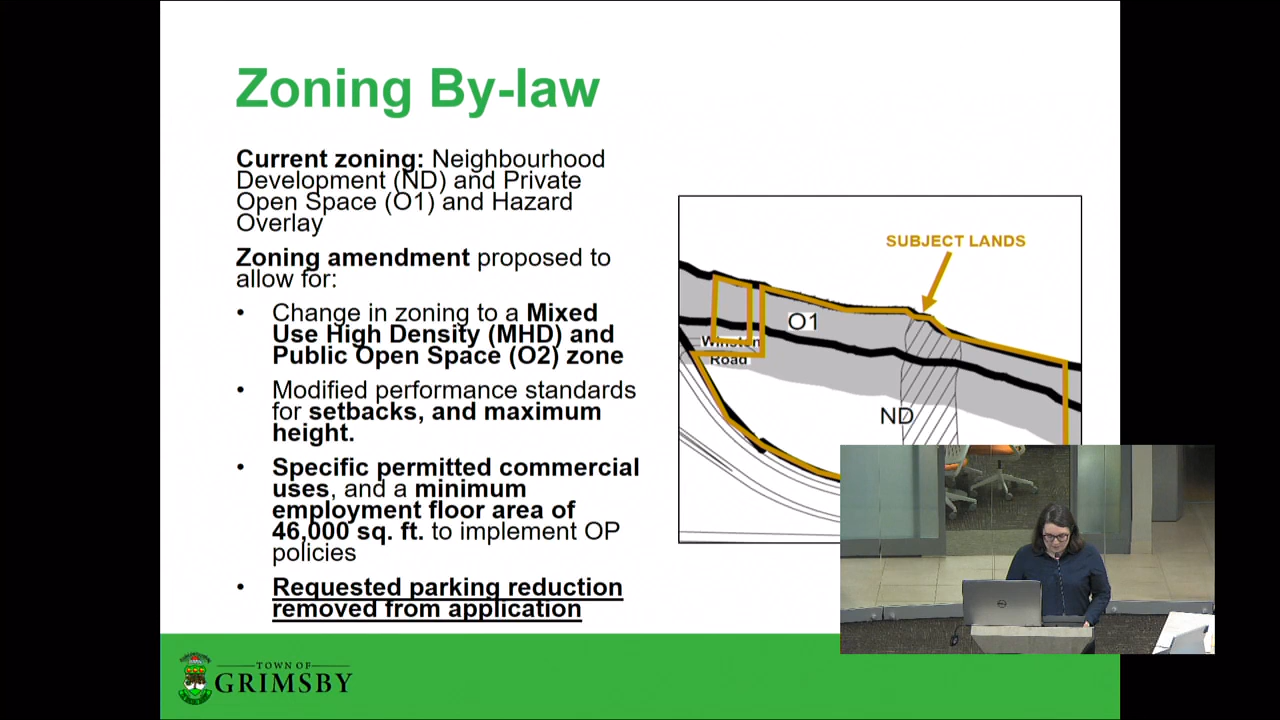 Zoning By-law
Current zoning: Neighbourhood
Development (ND) and Private
Open Space (O1) and Hazard
Overlay
Zoning amendment proposed to
allow for:
• Change in zoning to a Mixed
Use High Density (MHD) and
Public Open Space (O2) zone
• Modified performance standards
for setbacks, and maximum
height.
• Specific permitted commercial
uses, and a minimum
employment floor area of
46,000 sq. ft. to implement OP
policies
• Requested parking reduction
removed from application
SUBJECT LANDS
O1
Winston
Road
ND
TOWN OF
GRIMSBY